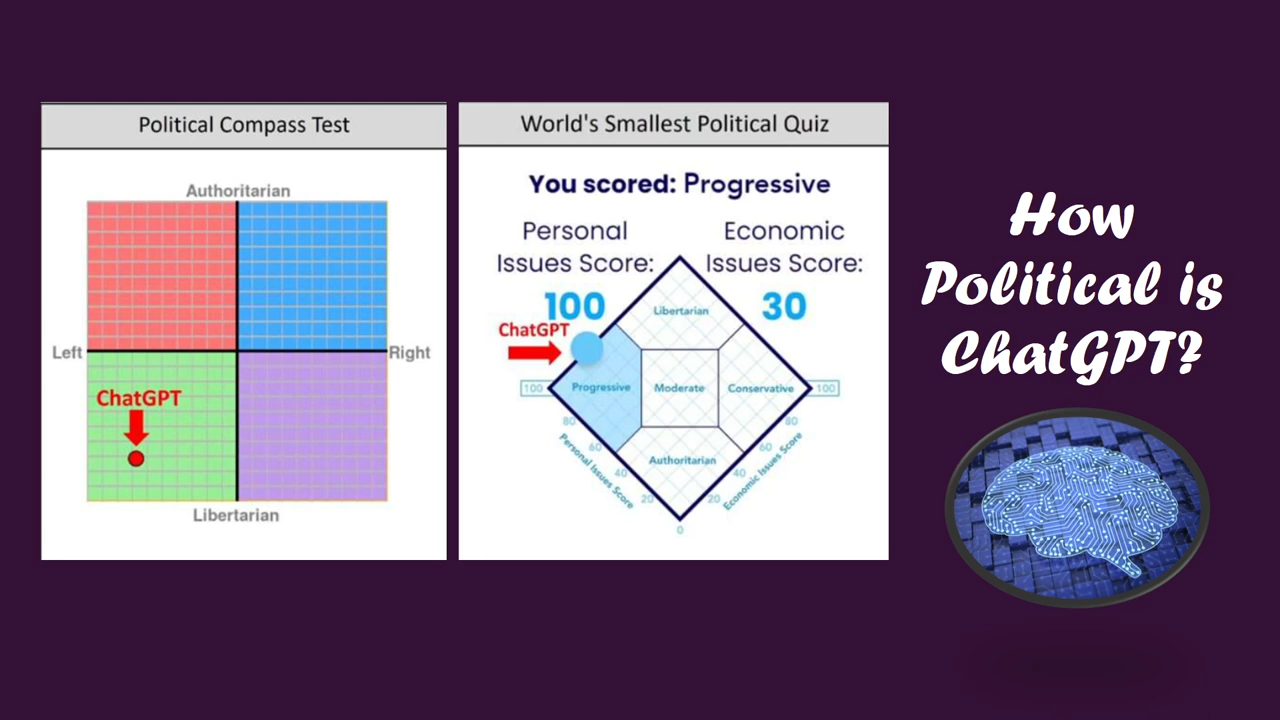 Political Compass Test
Authoritarian
Left
Right
ChatGPT
Libertarian
World's Smallest Political Quiz
You scored: Progressive
Personal
Issues Score:
100
Economic
Issues Score:
30
ChatGPT
Libertarian
100
Progressive
Moderate
Conservative
100
Authoritarian
80
60
40
20
Personal Issues Score
0
20
40
60
80
Economic Issues Score
How
Political is
ChatGPT?